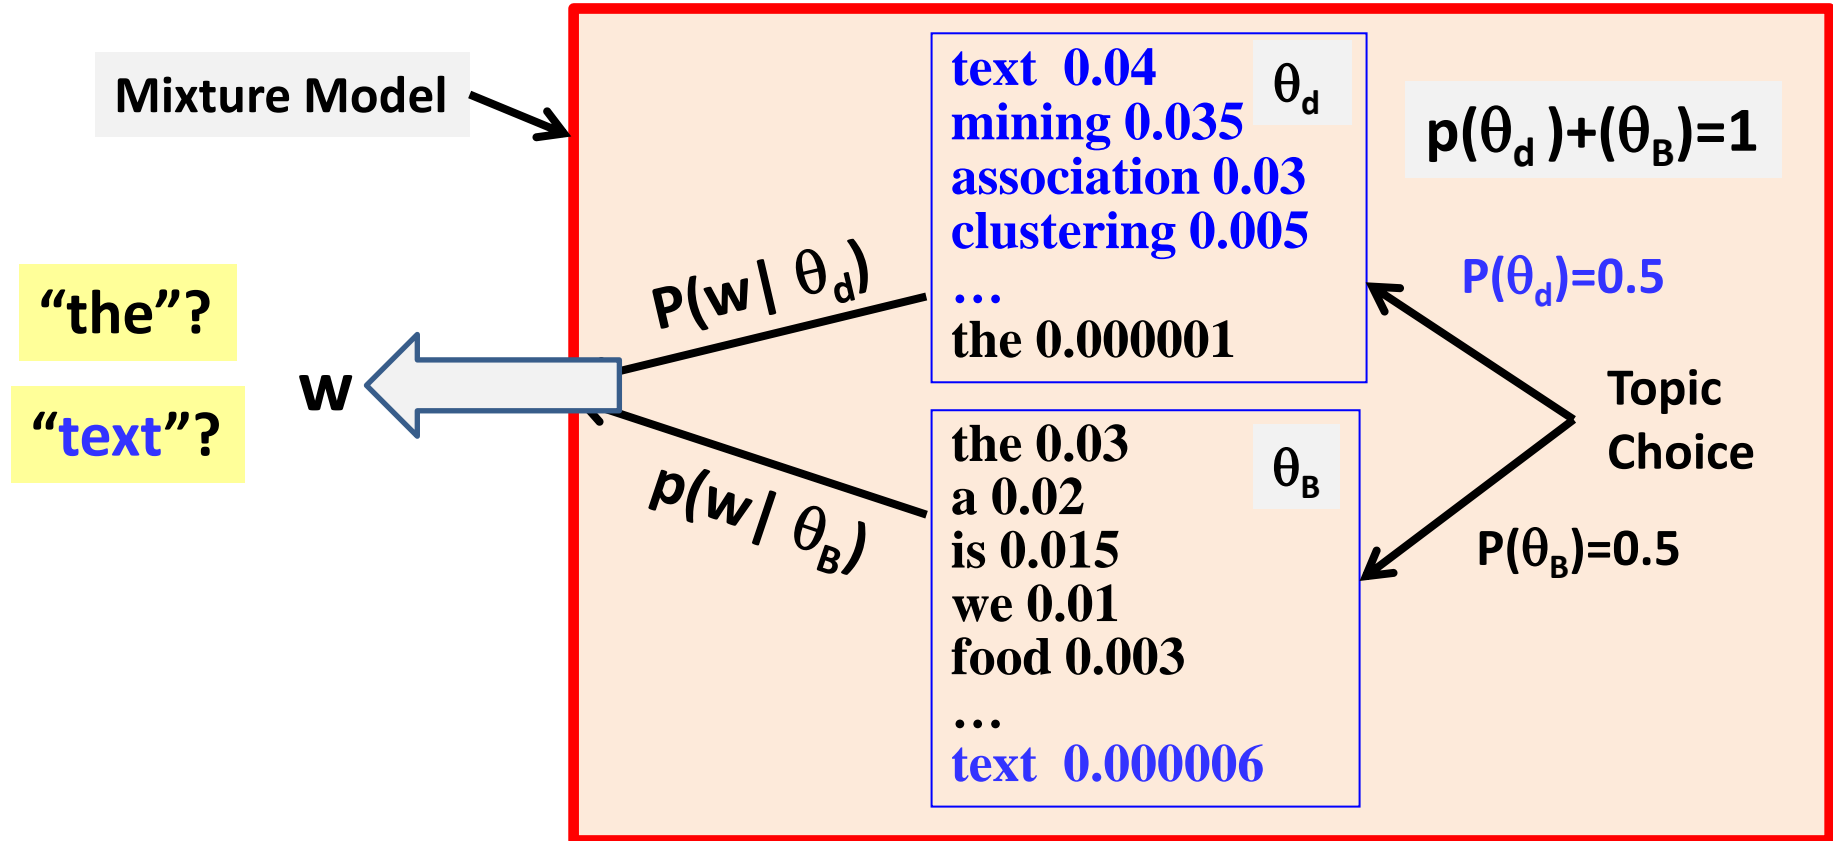 Mixture Model
“the”?
“text”?
w
P(w| θd)
p(w| θB)
text 0.04
mining 0.035
association 0.03
clustering 0.005
…
the 0.000001
θd
the 0.03
a 0.02
is 0.015
we 0.01
food 0.003
…
text 0.000006
θB
p(θd )+(θB)=1
P(θd)=0.5
Topic
Choice
P(θB)=0.5